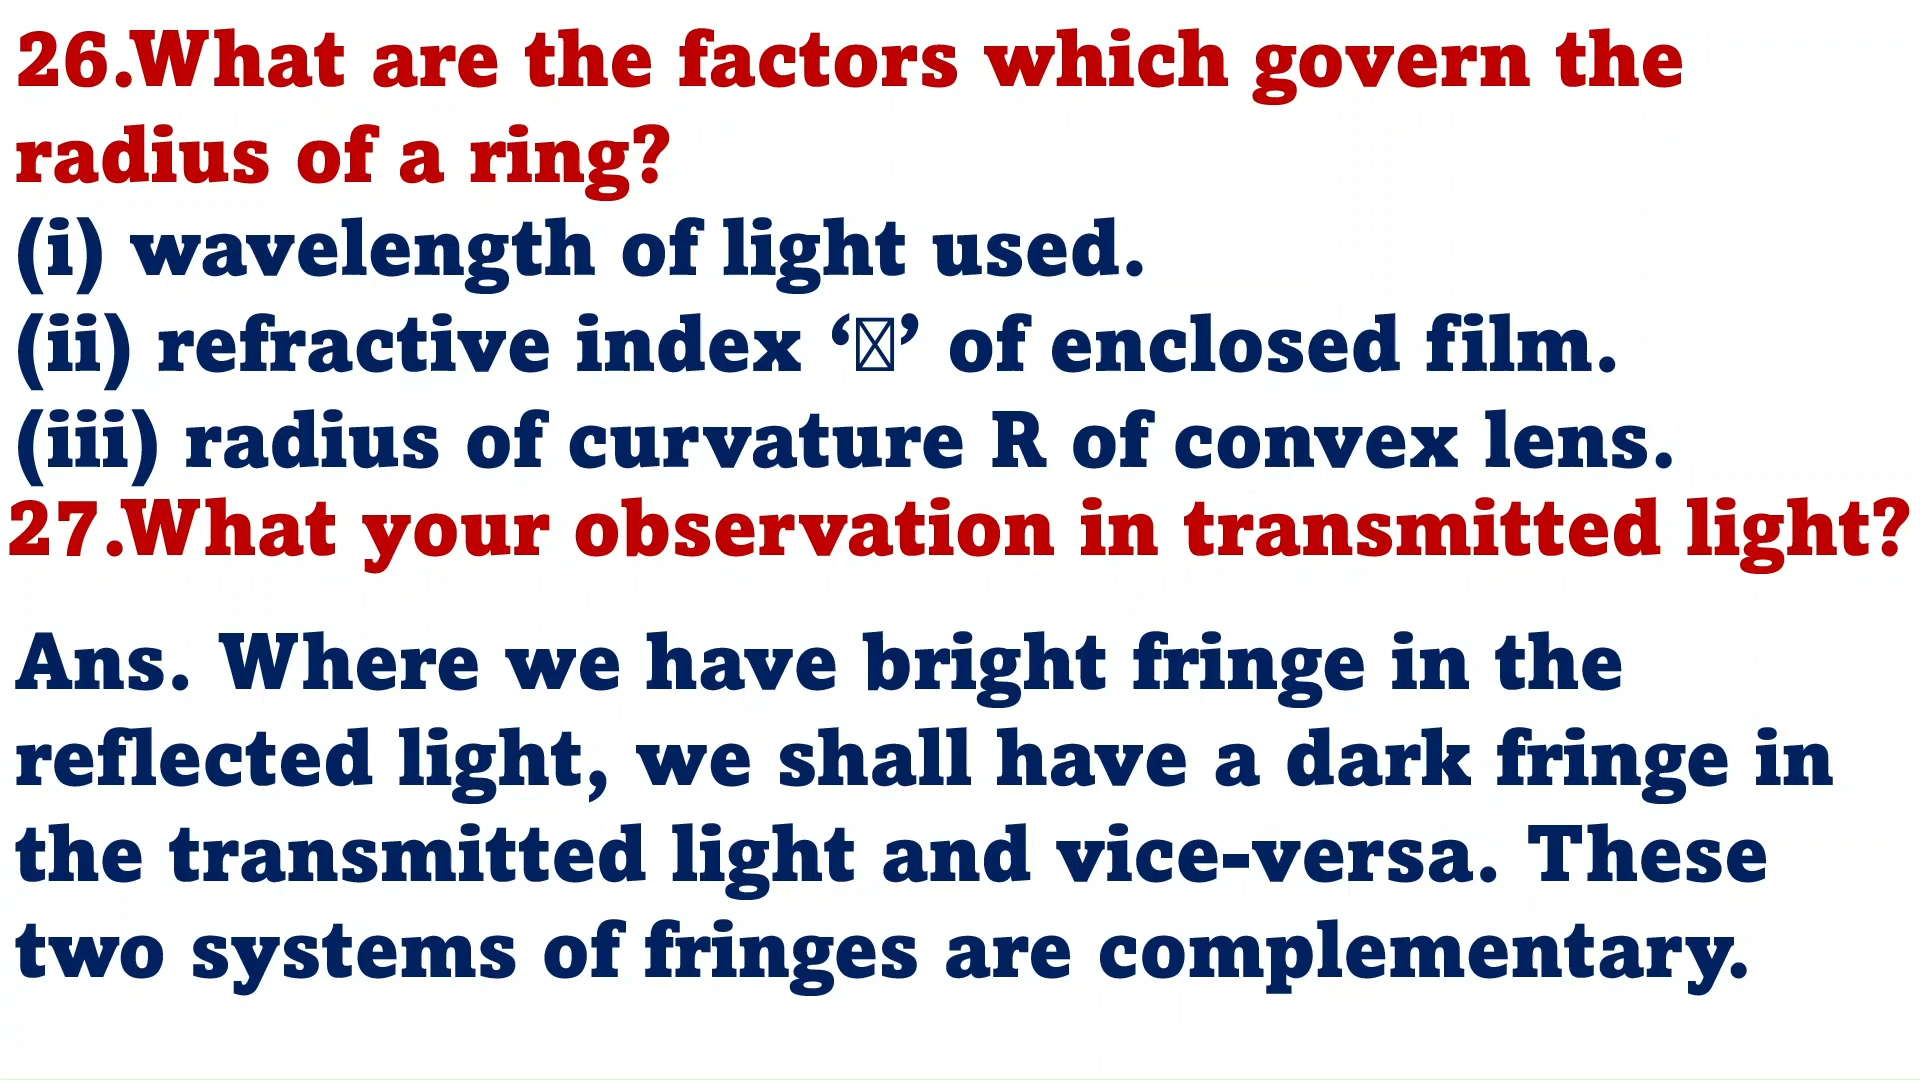 26.What are the factors which govern the
radius of a ring?
(i) wavelength of light used.
(ii) refractive index ‘’ of enclosed film.
(iii) radius of curvature R of convex lens.
27.What your observation in transmitted light?
Ans. Where we have bright fringe in the
reflected light, we shall have a dark fringe in
the transmitted light and vice-versa. These
two systems of fringes are complementary.